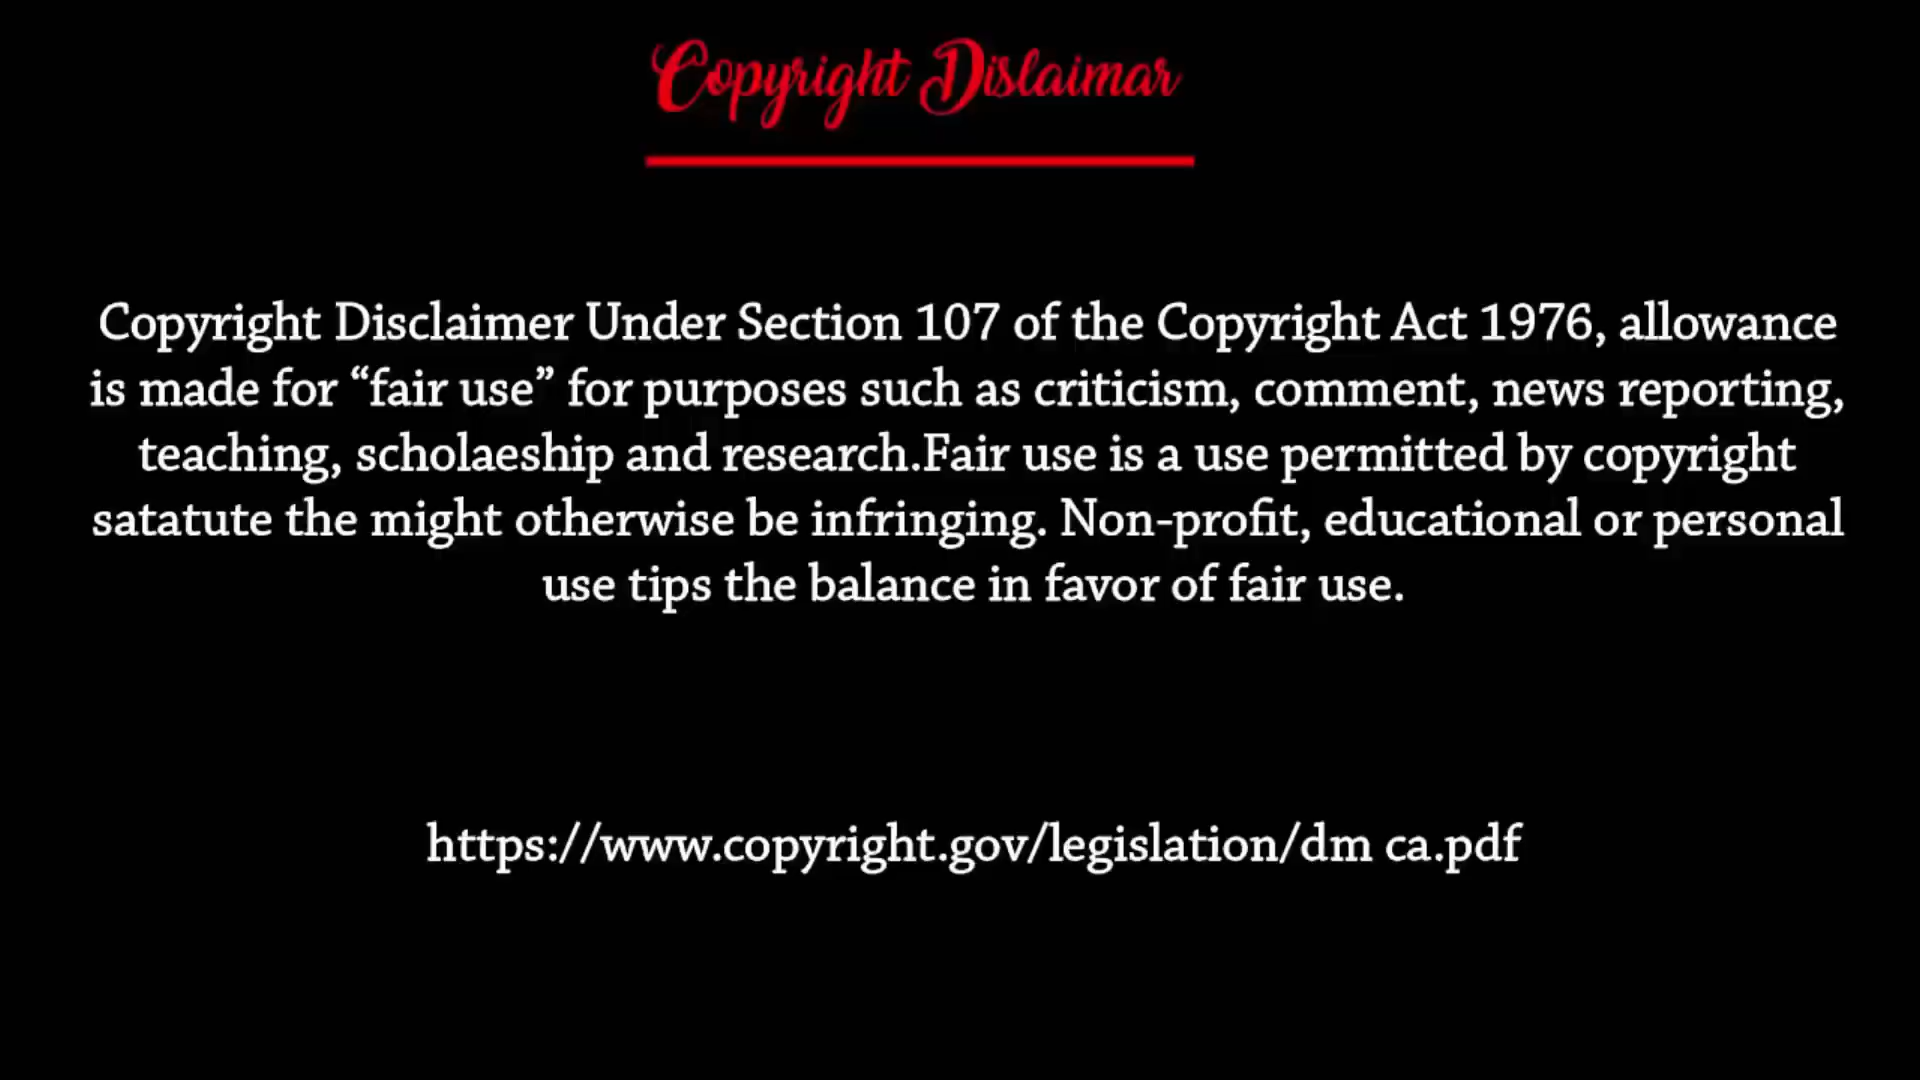 Copyright Dislaimar
Copyright Disclaimer Under Section 107 of the Copyright Act 1976, allowance
is made for “fair use” for purposes such as criticism, comment, news reporting,
teaching, scholaeship and research.Fair use is a use permitted by copyright
satatute the might otherwise be infringing. Non-profit, educational or personal
use tips the balance in favor of fair use.
https://www.copyright.gov/legislation/dm ca.pdf